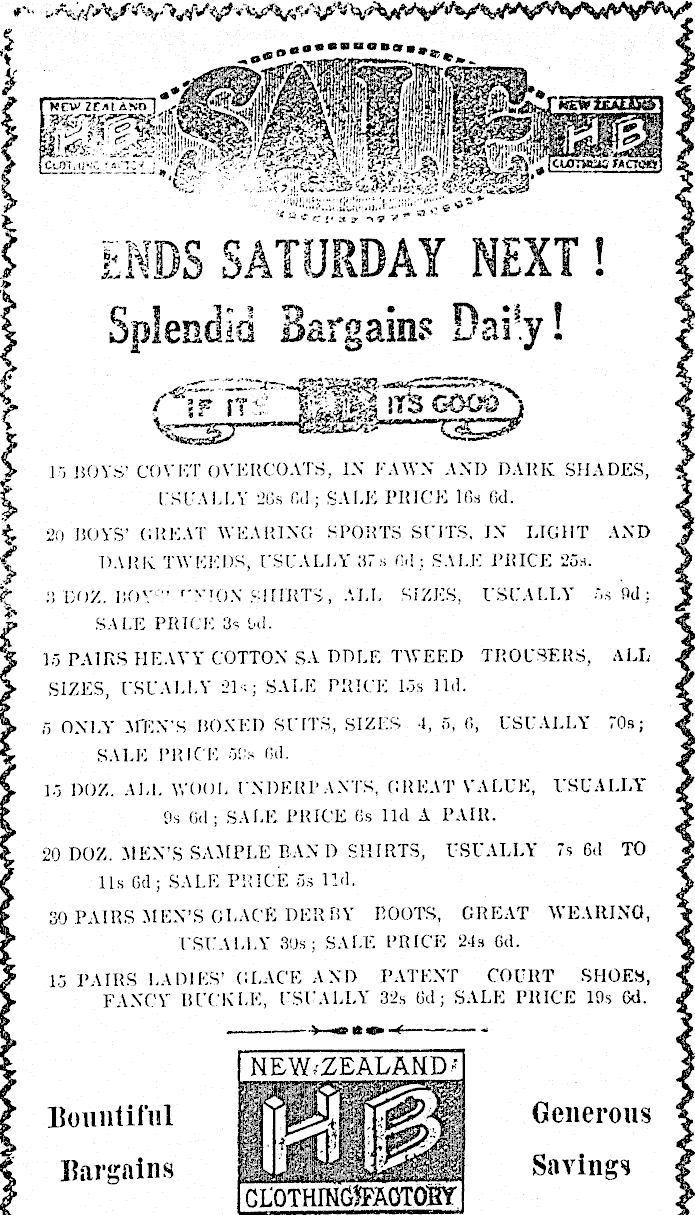 NEW ZEALAND
HB
CLOTHING FACTORY
SALE
NEW ZEALAND
HB
CLOTHING FACTORY
ENDS SATURDAY NEXT!
Splendid Bargains Daily!
IF ITS HB ITS GOOD
15 BOYS' COVET OVERCOATS, IN FAWN AND DARK SHADES,
USUALLY 26s 6d; SALE PRICE 16s 6d.
20 BOYS' GREAT WEARING SPORTS SUITS, IN LIGHT AND
DARK TWEEDS, USUALLY 37s 6d; SALE PRICE 25s.
3 DOZ. BOYS' UNION SHIRTS, ALL SIZES, USUALLY 5s 9d;
SALE PRICE 3s
15 PAIRS HEAVY COTTON SADDLE TWEED TROUSERS, ALL
SIZES, USUALLY 21s; SALE PRICE 15s 11d.
5 ONLY MEN'S BOXED SUITS, SIZES 4, 5, 6, USUALLY 70s;
SALE PRICE 59s 6d.
15 DOZ. ALL WOOL UNDERPANTS, GREAT VALUE, USUALLY
9s 6d; SALE PRICE 6s 11d A PAIR.
20 DOZ. MEN'S SAMPLE BAND SHIRTS, USUALLY 7s 6d TO
11s 6d; SALE PRICE 5s 11d.
30 PAIRS MEN'S GLACE DERBY BOOTS, GREAT WEARING,
USUALLY 30s; SALE PRICE 24s 6d.
15 PAIRS LADIES' GLACE AND PATENT COURT SHOES,
FANCY BUCKLE, USUALLY 32s 6d; SALE PRICE 19s 6d.
NEW ZEALAND
Bountiful HB Generous
Bargains Savings
CLOTHING FACTORY